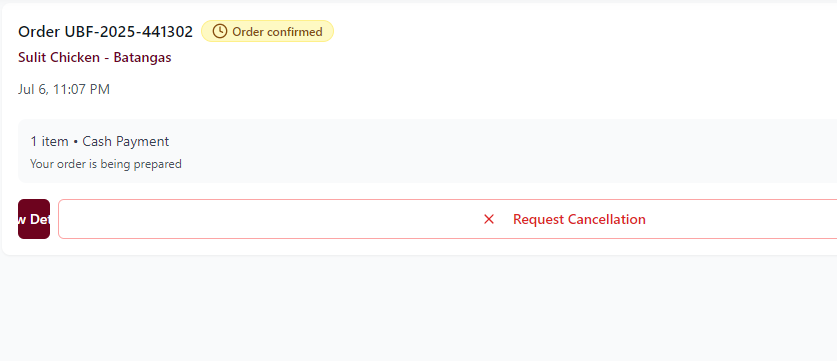 Order UBF-2025-441302 Order confirmed
Sulit Chicken - Batangas
Jul 6, 11:07 PM
1 item • Cash Payment
Your order is being prepared
w Det Request Cancellation